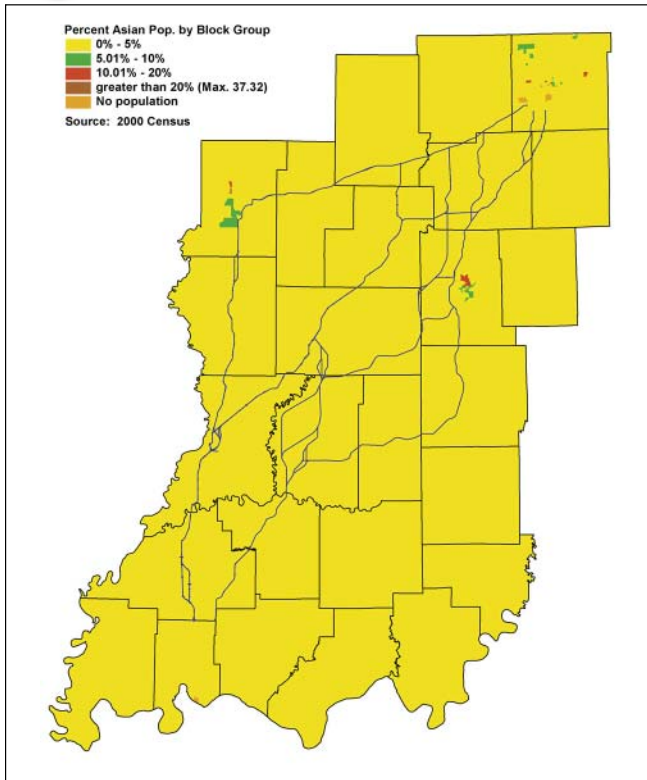 Percent Asian Pop. by Block Group
0% - 5%
5.01% - 10%
10.01% - 20%
greater than 20% (Max. 37.32)
No population
Source: 2000 Census